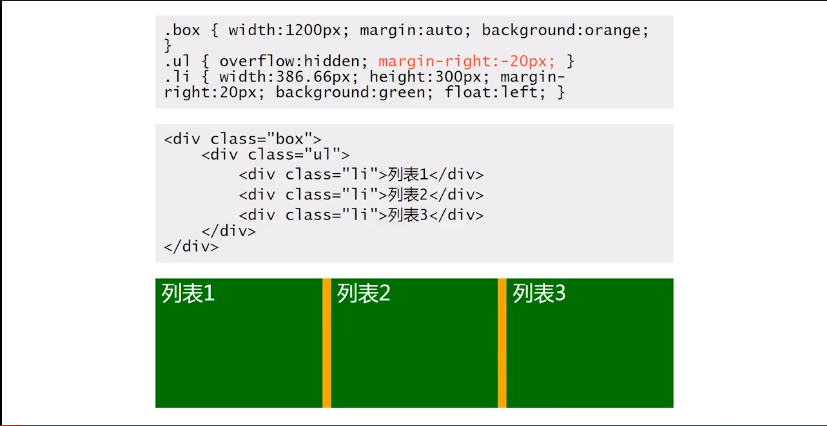 .box { width:1200px; margin:auto; background:orange;
}
.ul { overflow:hidden; margin-right:-20px; }
.li { width:386.66px; height:300px; margin-
right:20px; background:green; float:left; }
<div class="box">
    <div class="ul">
        <div class="li">列表1</div>
        <div class="li">列表2</div>
        <div class="li">列表3</div>
    </div>
</div>
列表1 列表2 列表3